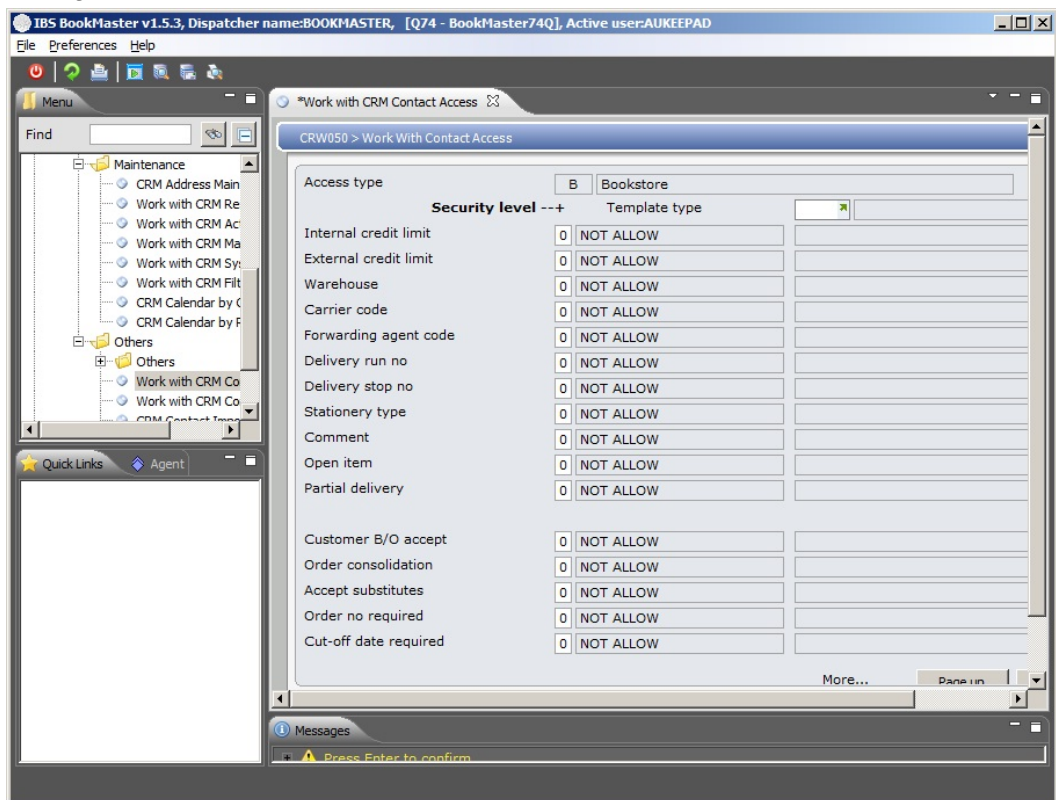 IBS BookMaster v1.5.3, Dispatcher name:BOOKMASTER, [Q74 - BookMaster74Q], Active user:AUKEEPAD
File Preferences Help
Menu
Find
Maintenance
CRM Address Main
Work with CRM Re
Work with CRM Ac
Work with CRM Ma
Work with CRM Sy
Work with CRM Filt
CRM Calendar by
CRM Calendar by
Others
Others
Work with CRM Co
Work with CRM Co
CRM Contact Impo
Quick Links Agent
*Work with CRM Contact Access
CRW050 > Work With Contact Access
Access type B Bookstore
Security level --+ Template type
Internal credit limit 0 NOT ALLOW
External credit limit 0 NOT ALLOW
Warehouse 0 NOT ALLOW
Carrier code 0 NOT ALLOW
Forwarding agent code 0 NOT ALLOW
Delivery run no 0 NOT ALLOW
Delivery stop no 0 NOT ALLOW
Stationery type 0 NOT ALLOW
Comment 0 NOT ALLOW
Open item 0 NOT ALLOW
Partial delivery 0 NOT ALLOW
Customer B/O accept 0 NOT ALLOW
Order consolidation 0 NOT ALLOW
Accept substitutes 0 NOT ALLOW
Order no required 0 NOT ALLOW
Cut-off date required 0 NOT ALLOW
More... Page up
Messages
Press Enter to confirm